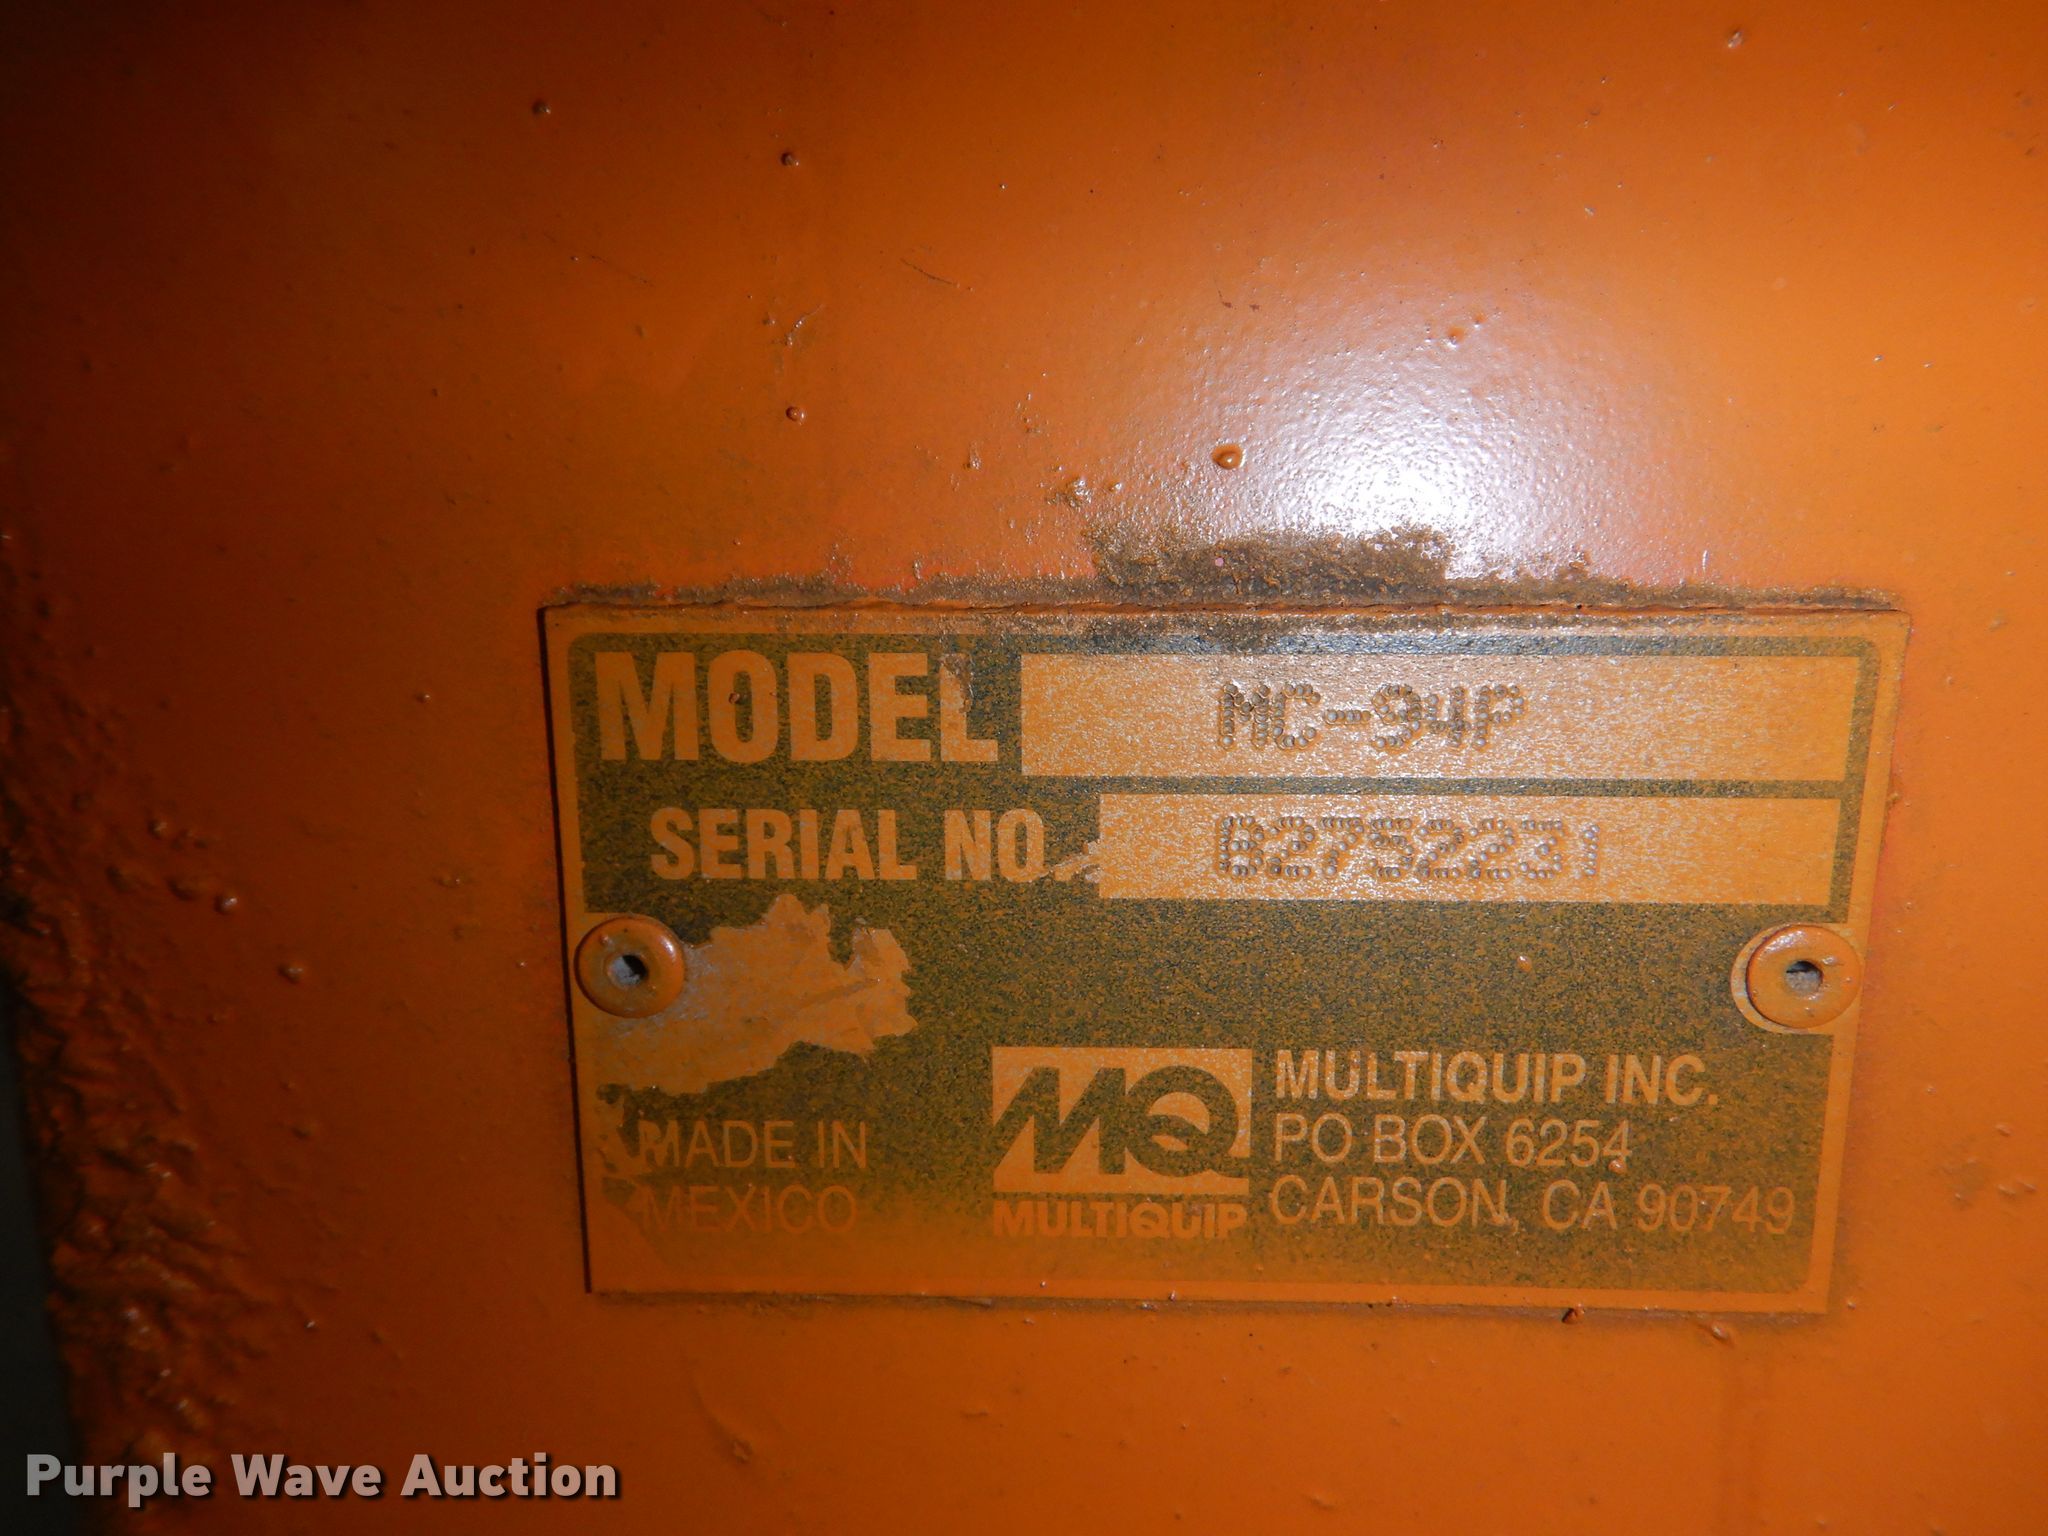 MODEL MC-94P
SERIAL NO. B2752231
MADE IN
MEXICO
MQ
MULTIQUIP
MULTIQUIP INC.
PO BOX 6254
CARSON, CA 90749
Purple Wave Auction